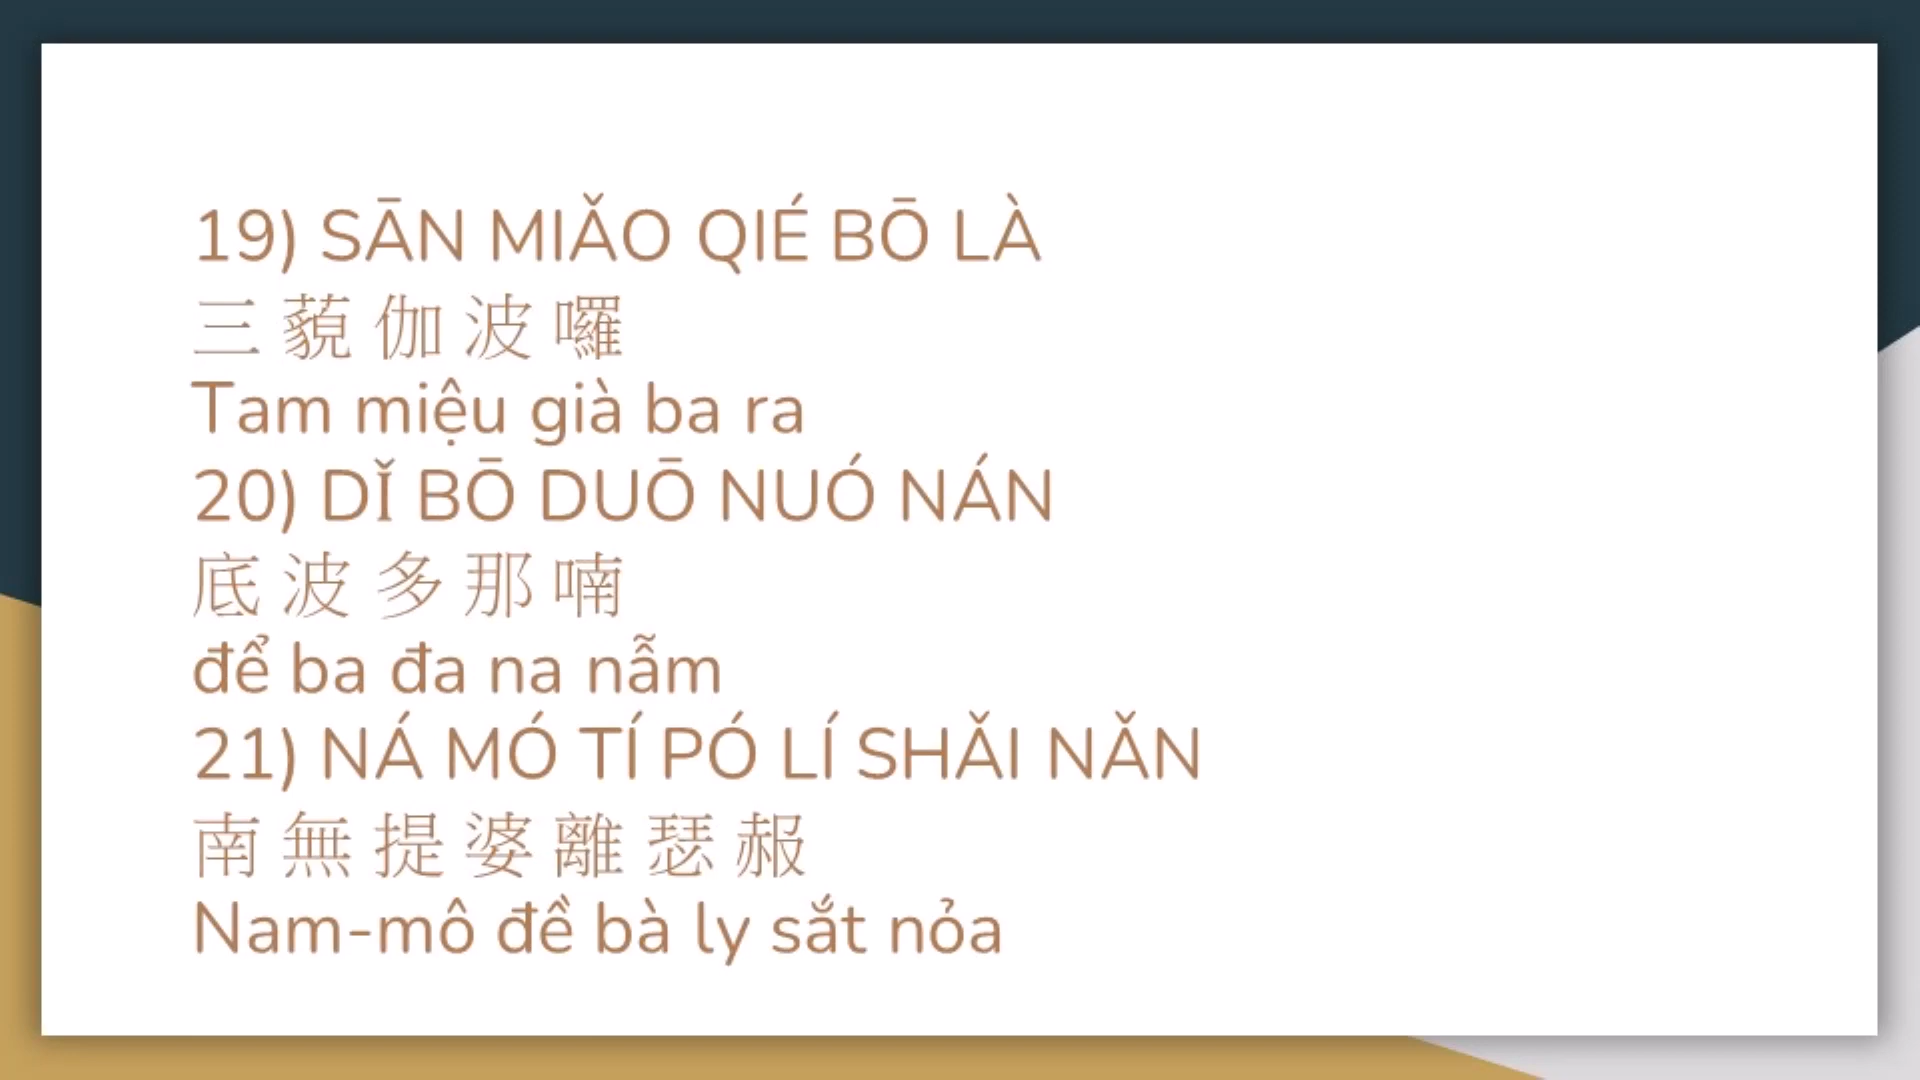 19) SĀN MIǍO QIÉ BŌ LÀ
三 藐 伽 波 囉
Tam miệu già ba ra
20) DǏ BŌ DUŌ NUÓ NÁN
底 波 多 那 喃
để ba đa na nẫm
21) NÁ MÓ TÍ PÓ LÍ SHǍI NǍN
南 無 提 婆 離 瑟 赧
Nam-mô đề bà ly sắt nỏa